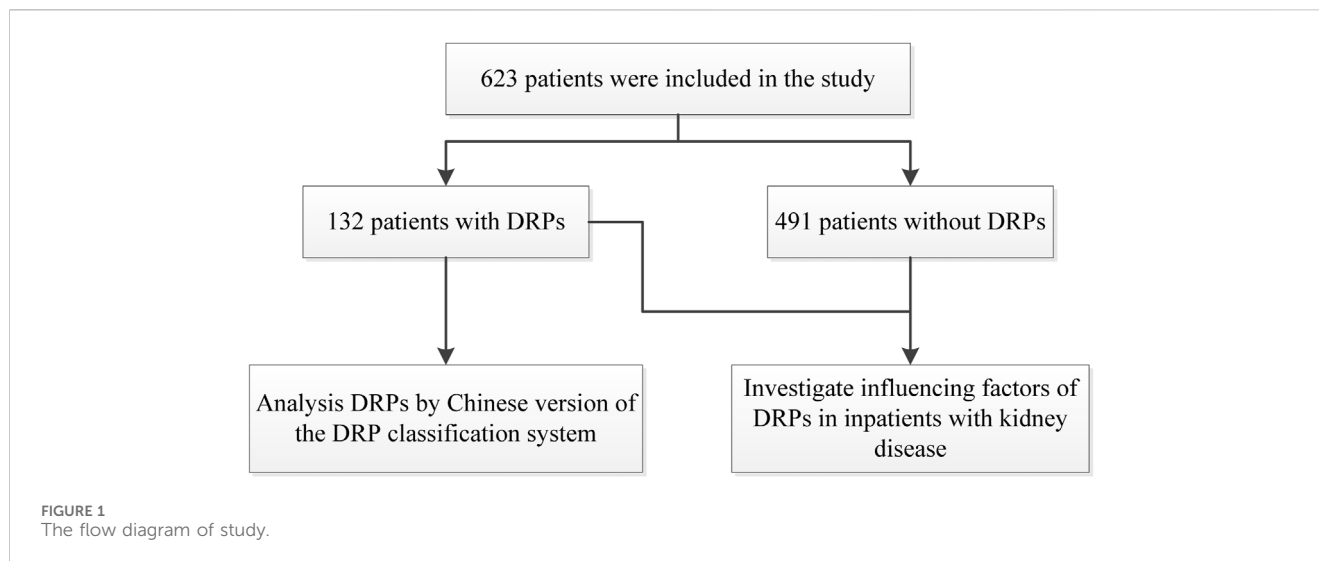 623 patients were included in the study
132 patients with DRPs
491 patients without DRPs
Analysis DRPs by Chinese version of
the DRP classification system
Investigate influencing factors of
DRPs in inpatients with kidney
disease
FIGURE 1
The flow diagram of study.